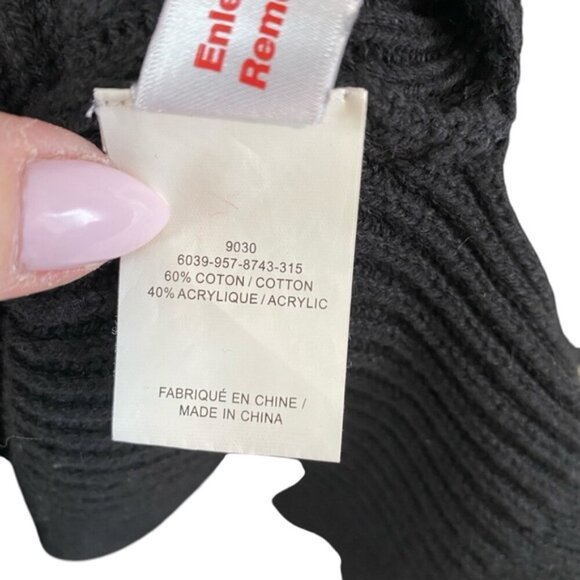 Enle
Rem
9030
6039-957-8743-315
60% COTON / COTTON
40% ACRYLIQUE / ACRYLIC
FABRIQUÉ EN CHINE /
MADE IN CHINA